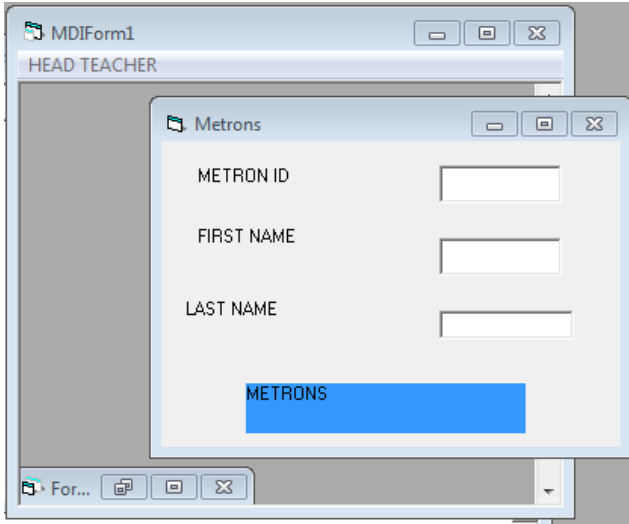 MDIForm1
HEAD TEACHER
Metrons
METRON ID
FIRST NAME
LAST NAME
METRONS
For...